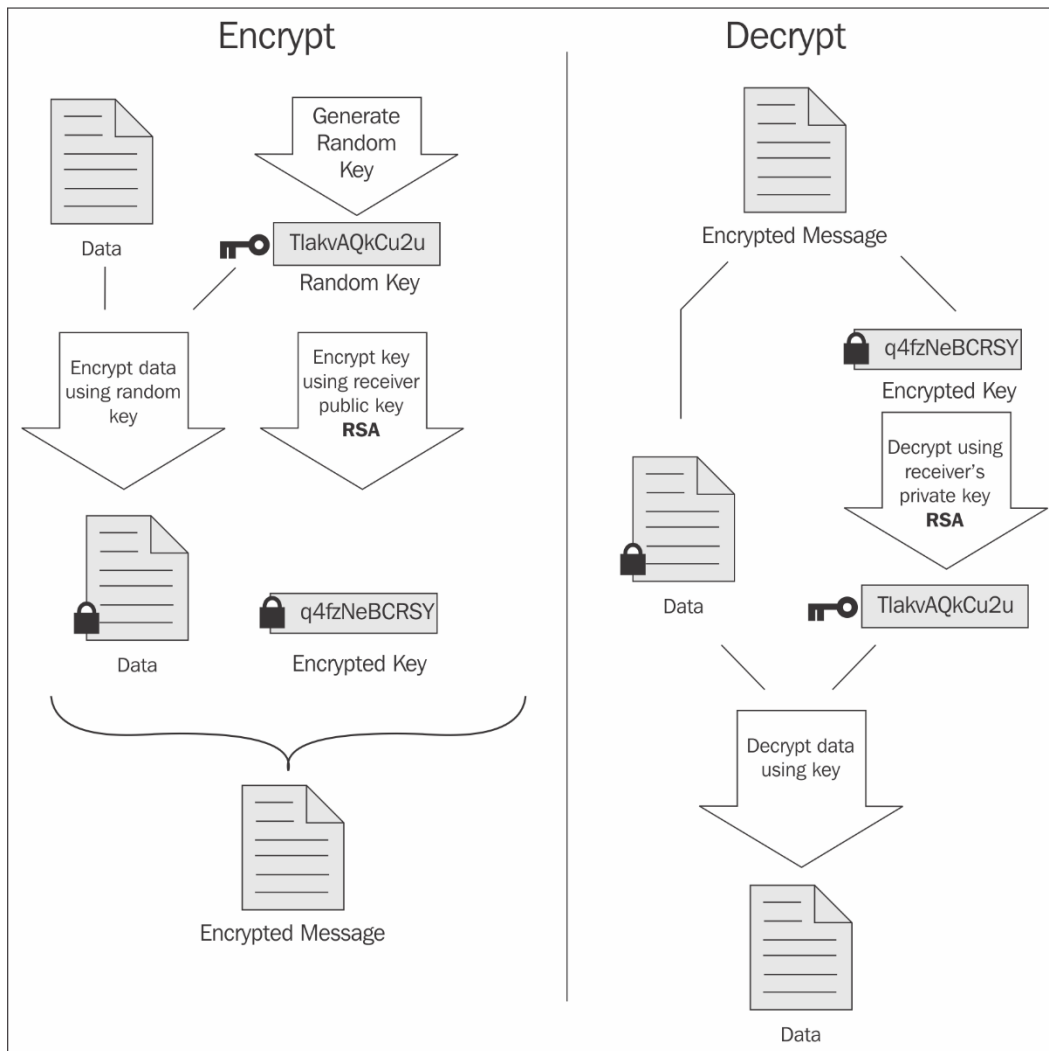 Encrypt
Generate
Random
Key
Data
TlakvAQkCu2u
Random Key
Encrypt data
using random
key
Encrypt key
using receiver
public key
RSA
Data
q4fzNeBCRSY
Encrypted Key
Encrypted Message
Decrypt
Encrypted Message
q4fzNeBCRSY
Encrypted Key
Decrypt using
receiver's
private key
RSA
Data
TlakvAQkCu2u
Decrypt data
using key
Data